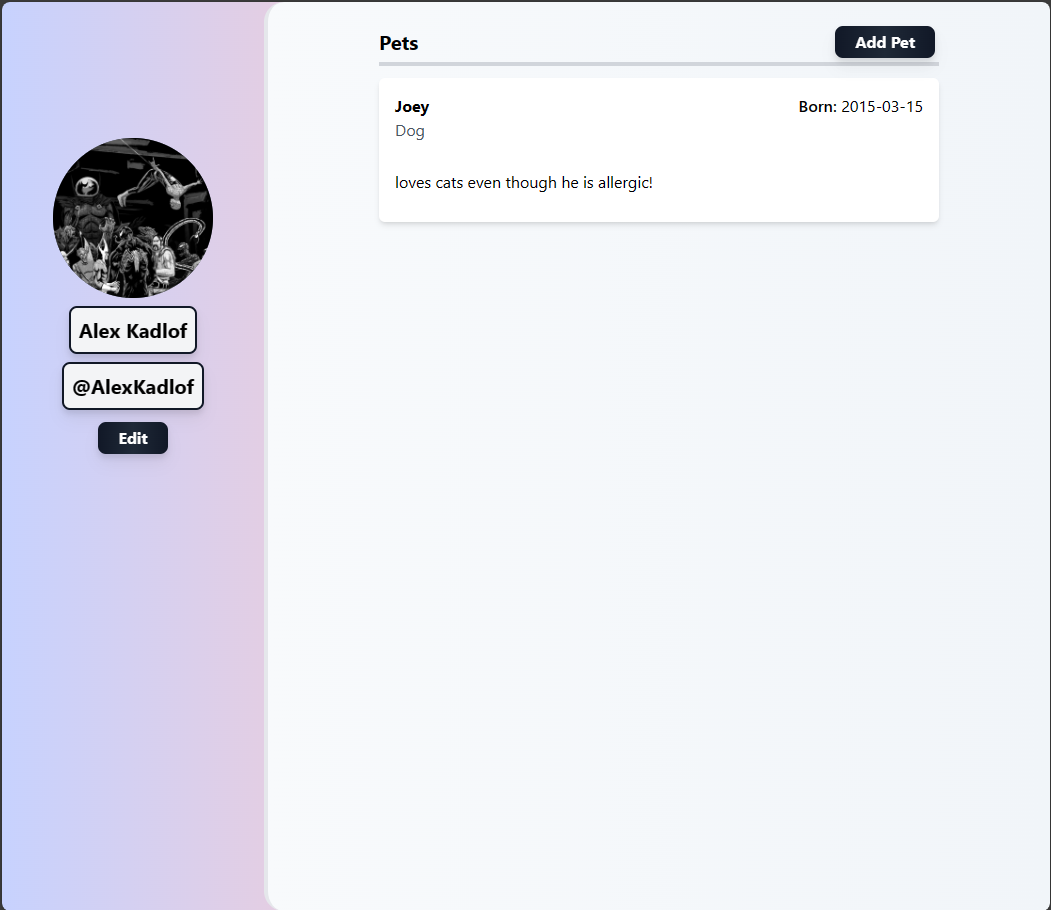 Alex Kadlof
@AlexKadlof
Edit
Pets
Add Pet
Joey
Born: 2015-03-15
Dog
loves cats even though he is allergic!